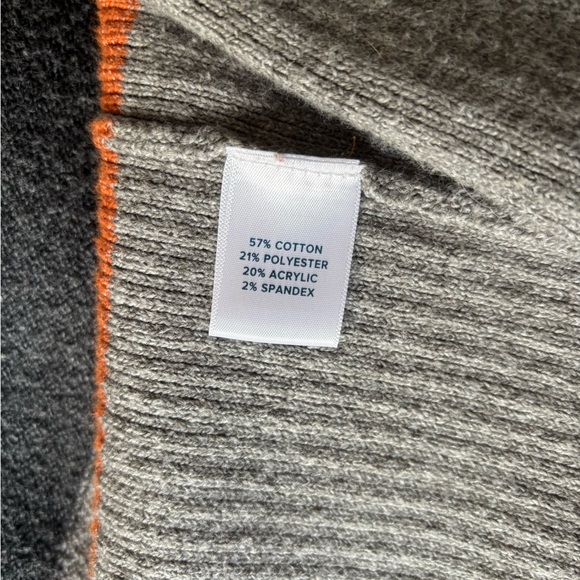 57% COTTON
21% POLYESTER
20% ACRYLIC
2% SPANDEX